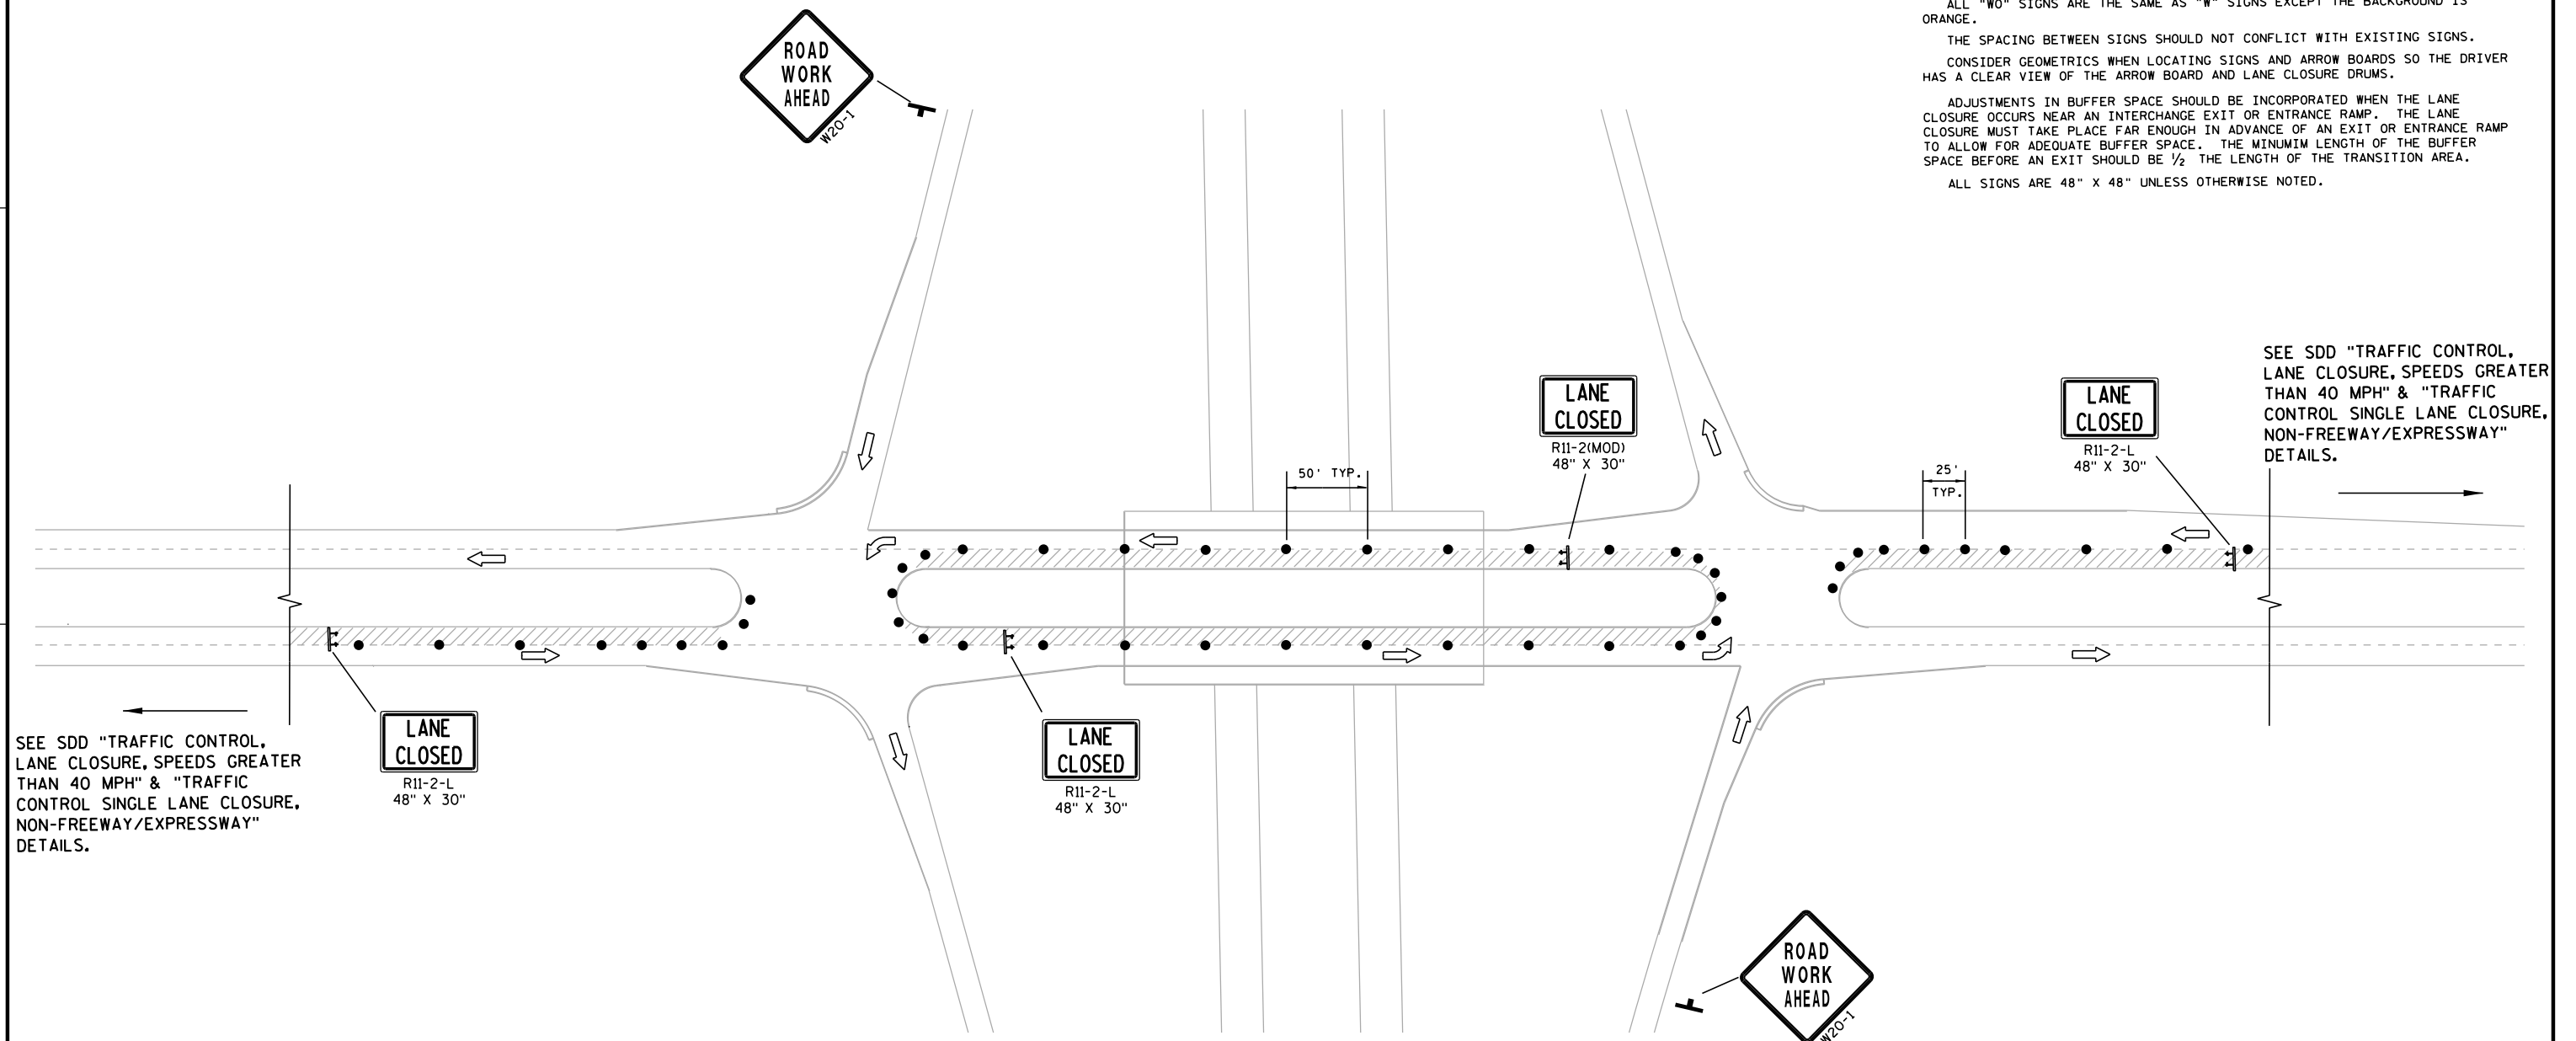 ALL "WO" SIGNS ARE THE SAME AS "W" SIGNS EXCEPT THE BACKGROUND IS
ORANGE.
THE SPACING BETWEEN SIGNS SHOULD NOT CONFLICT WITH EXISTING SIGNS.
CONSIDER GEOMETRICS WHEN LOCATING SIGNS AND ARROW BOARDS SO THE DRIVER
HAS A CLEAR VIEW OF THE ARROW BOARD AND LANE CLOSURE DRUMS.
ADJUSTMENTS IN BUFFER SPACE SHOULD BE INCORPORATED WHEN THE LANE
CLOSURE OCCURS NEAR AN INTERCHANGE EXIT OR ENTRANCE RAMP. THE LANE
CLOSURE MUST TAKE PLACE FAR ENOUGH IN ADVANCE OF AN EXIT OR ENTRANCE RAMP
TO ALLOW FOR ADEQUATE BUFFER SPACE. THE MINUMIM LENGTH OF THE BUFFER
SPACE BEFORE AN EXIT SHOULD BE 1/2 THE LENGTH OF THE TRANSITION AREA.
ALL SIGNS ARE 48" X 48" UNLESS OTHERWISE NOTED.
ROAD
WORK
AHEAD
W20-1
SEE SDD "TRAFFIC CONTROL,
LANE CLOSURE, SPEEDS GREATER
THAN 40 MPH" & "TRAFFIC
CONTROL SINGLE LANE CLOSURE,
NON-FREEWAY/EXPRESSWAY"
DETAILS.
LANE
CLOSED
R11-2(MOD)
48" X 30"
LANE
CLOSED
R11-2-L
48" X 30"
50' TYP.
25'
TYP.
SEE SDD "TRAFFIC CONTROL,
LANE CLOSURE, SPEEDS GREATER
THAN 40 MPH" & "TRAFFIC
CONTROL SINGLE LANE CLOSURE,
NON-FREEWAY/EXPRESSWAY"
DETAILS.
LANE
CLOSED
R11-2-L
48" X 30"
LANE
CLOSED
R11-2-L
48" X 30"
ROAD
WORK
AHEAD
W20-1